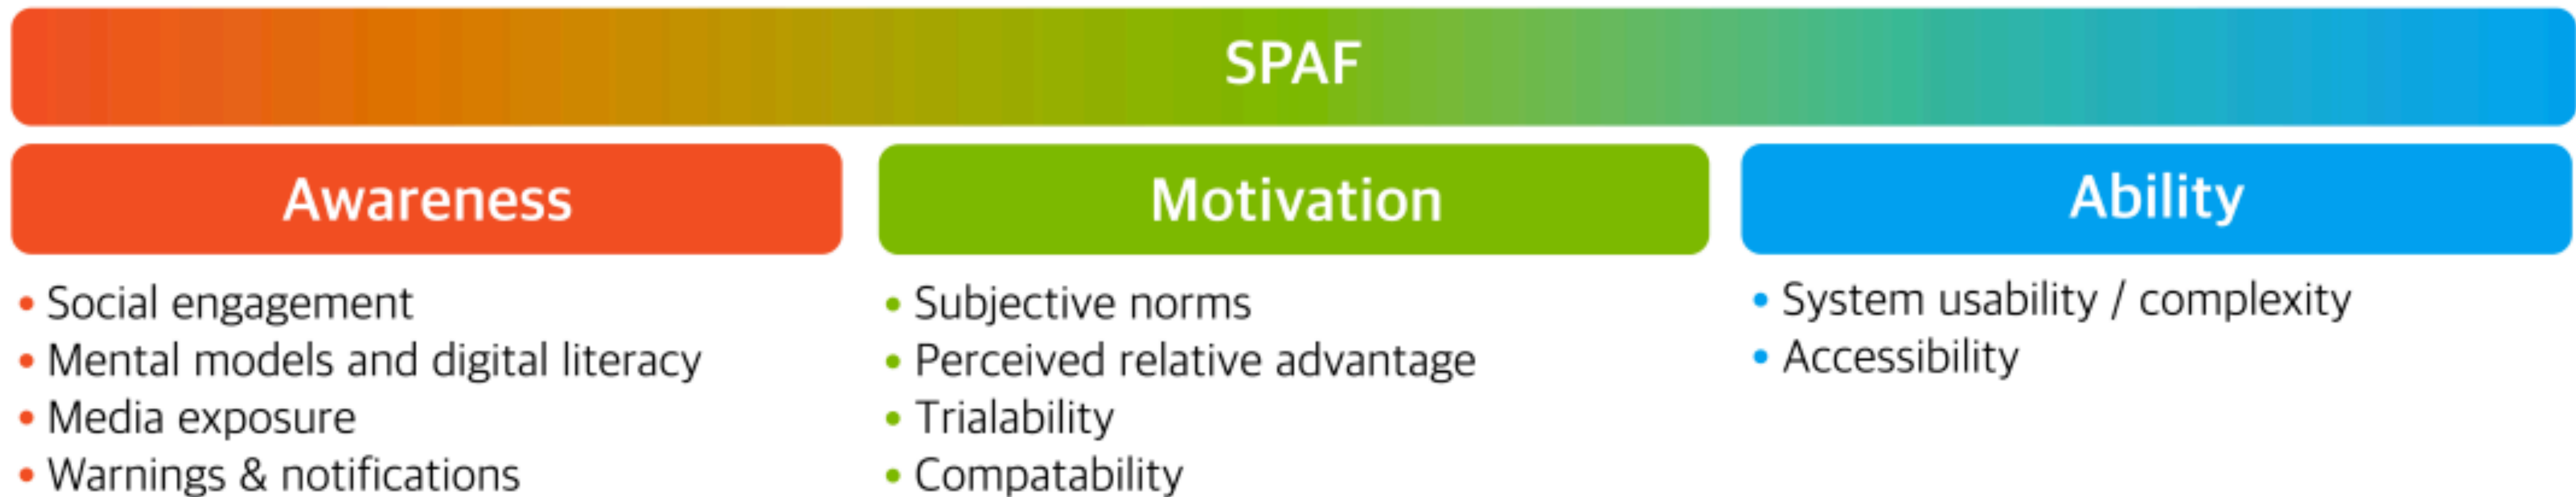 SPAF
Awareness
• Social engagement
• Mental models and digital literacy
• Media exposure
• Warnings & notifications
Motivation
• Subjective norms
• Perceived relative advantage
• Trialability
• Compatability
Ability
• System usability / complexity
• Accessibility